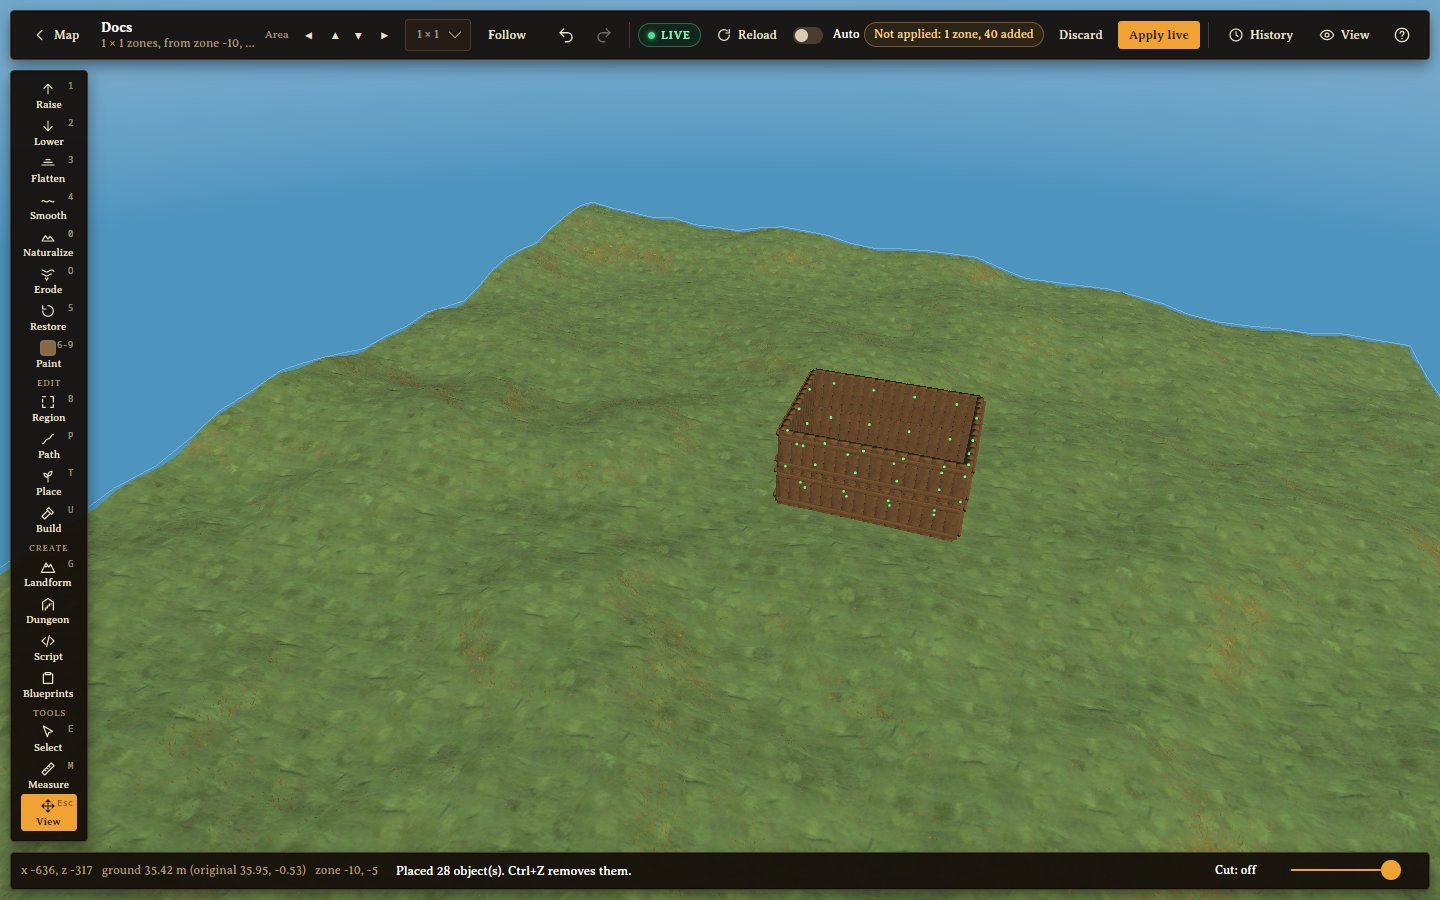 Map
Docs
1 × 1 zones, from zone -10, ...
Area
1 × 1
Follow
LIVE
Reload
Auto
Not applied: 1 zone, 40 added
Discard
Apply live
History
View
1
Raise
2
Lower
3
Flatten
4
Smooth
0
Naturalize
O
Erode
5
Restore
6-9
Paint
EDIT
B
Region
P
Path
T
Place
U
Build
CREATE
G
Landform
Dungeon
Script
Blueprints
TOOLS
E
Select
M
Measure
Esc
View
x -636, z -317 ground 35.42 m (original 35.95, -0.53) zone -10, -5 Placed 28 object(s). Ctrl+Z removes them.
Cut: off